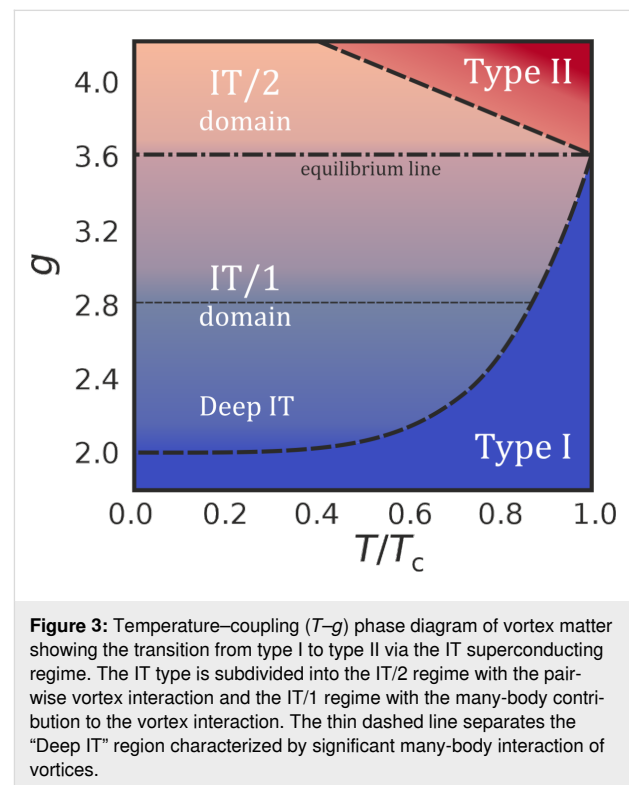 4.0
3.6
3.2
2.8
2.4
2.0
g
IT/2
domain
Type II
equilibrium line
IT/1
domain
Deep IT
Type I
0.0 0.2 0.4 0.6 0.8 1.0
T/Tc
Figure 3: Temperature–coupling (T–g) phase diagram of vortex matter
showing the transition from type I to type II via the IT superconducting
regime. The IT type is subdivided into the IT/2 regime with the pair-
wise vortex interaction and the IT/1 regime with the many-body contri-
bution to the vortex interaction. The thin dashed line separates the
“Deep IT” region characterized by significant many-body interaction of
vortices.